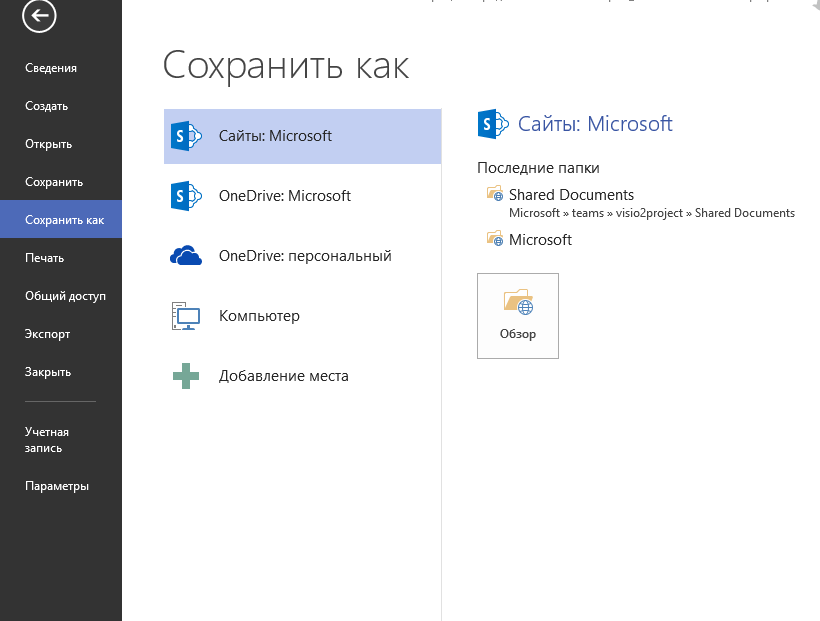 Сведения
Создать
Открыть
Сохранить
Сохранить как
Печать
Общий доступ
Экспорт
Закрыть
Учетная
запись
Параметры
Сохранить как
Сайты: Microsoft
OneDrive: Microsoft
OneDrive: персональный
Компьютер
Добавление места
Сайты: Microsoft
Последние папки
Shared Documents
Microsoft » teams » visio2project » Shared Documents
Microsoft
Обзор